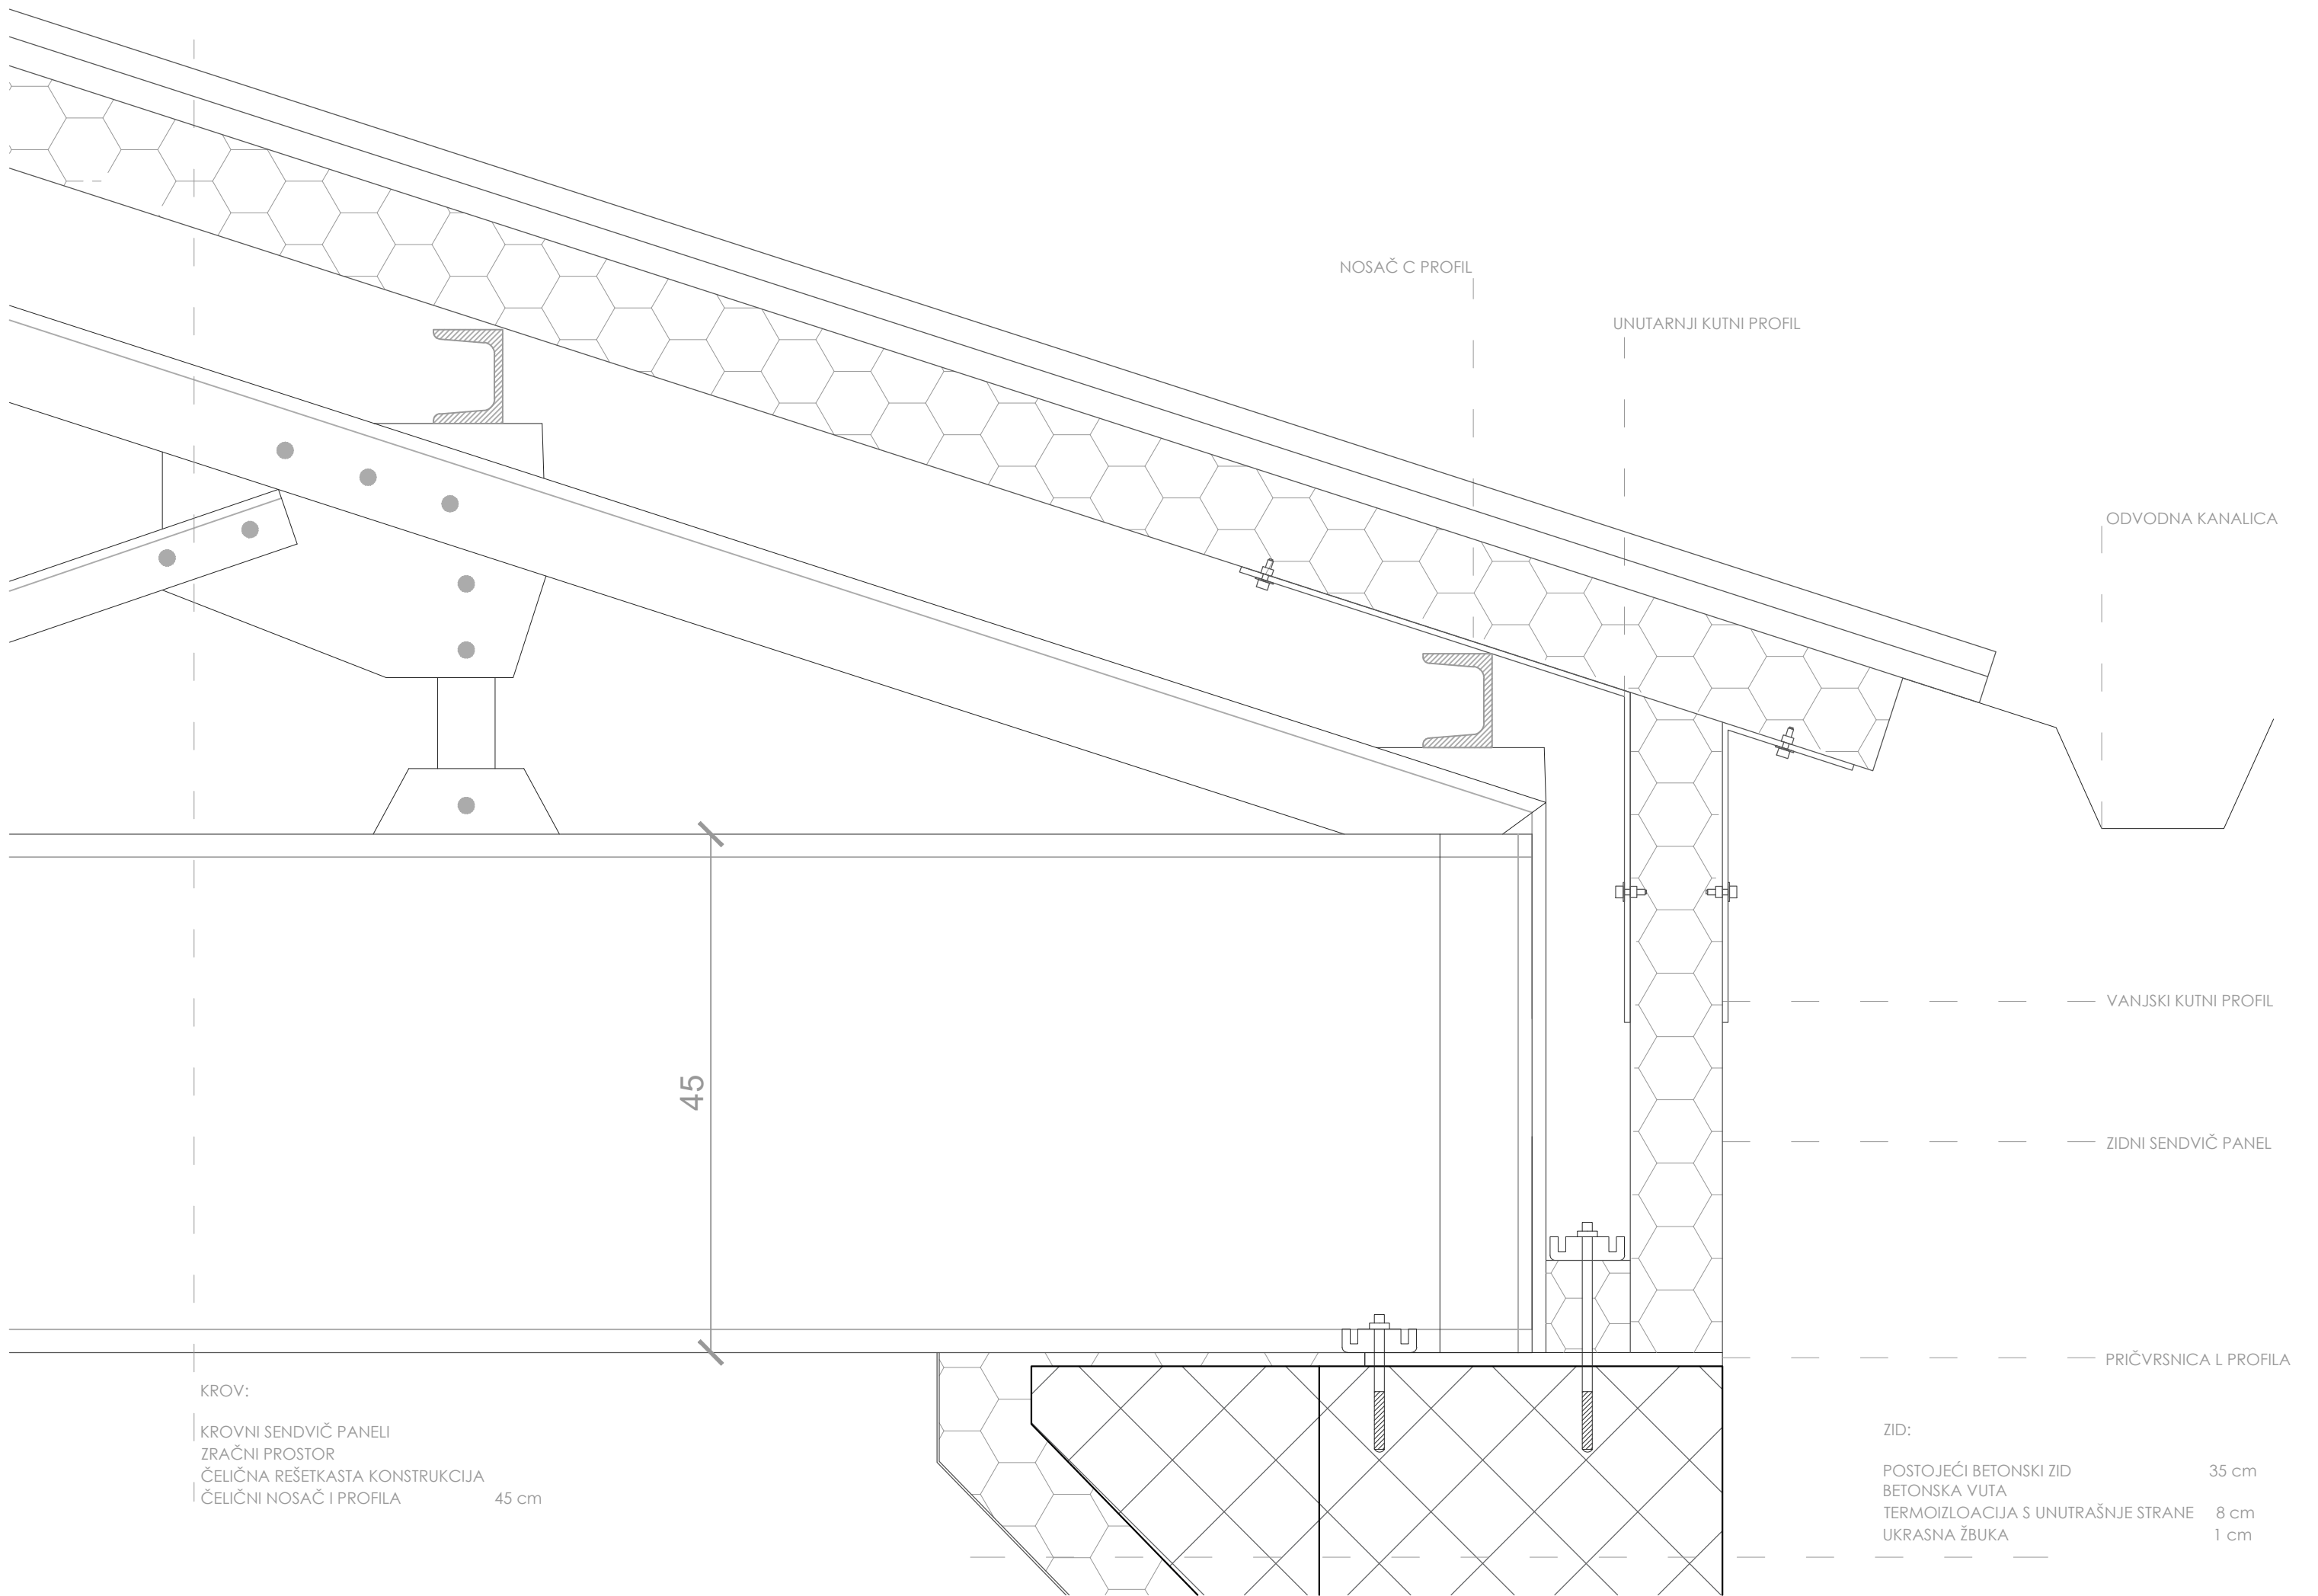 NOSAČ C PROFIL
UNUTARNJI KUTNI PROFIL
ODVODNA KANALICA
VANJSKI KUTNI PROFIL
45
ZIDNI SENDVIČ PANEL
PRIČVRSNICA L PROFILA
KROV:
KROVNI SENDVIČ PANELI
ZRAČNI PROSTOR
ČELIČNA REŠETKASTA KONSTRUKCIJA
ČELIČNI NOSAČ I PROFILA 45 cm
ZID:
POSTOJEĆI BETONSKI ZID 35 cm
BETONSKA VUTA
TERMOIZLOACIJA S UNUTRAŠNJE STRANE 8 cm
UKRASNA ŽBUKA 1 cm